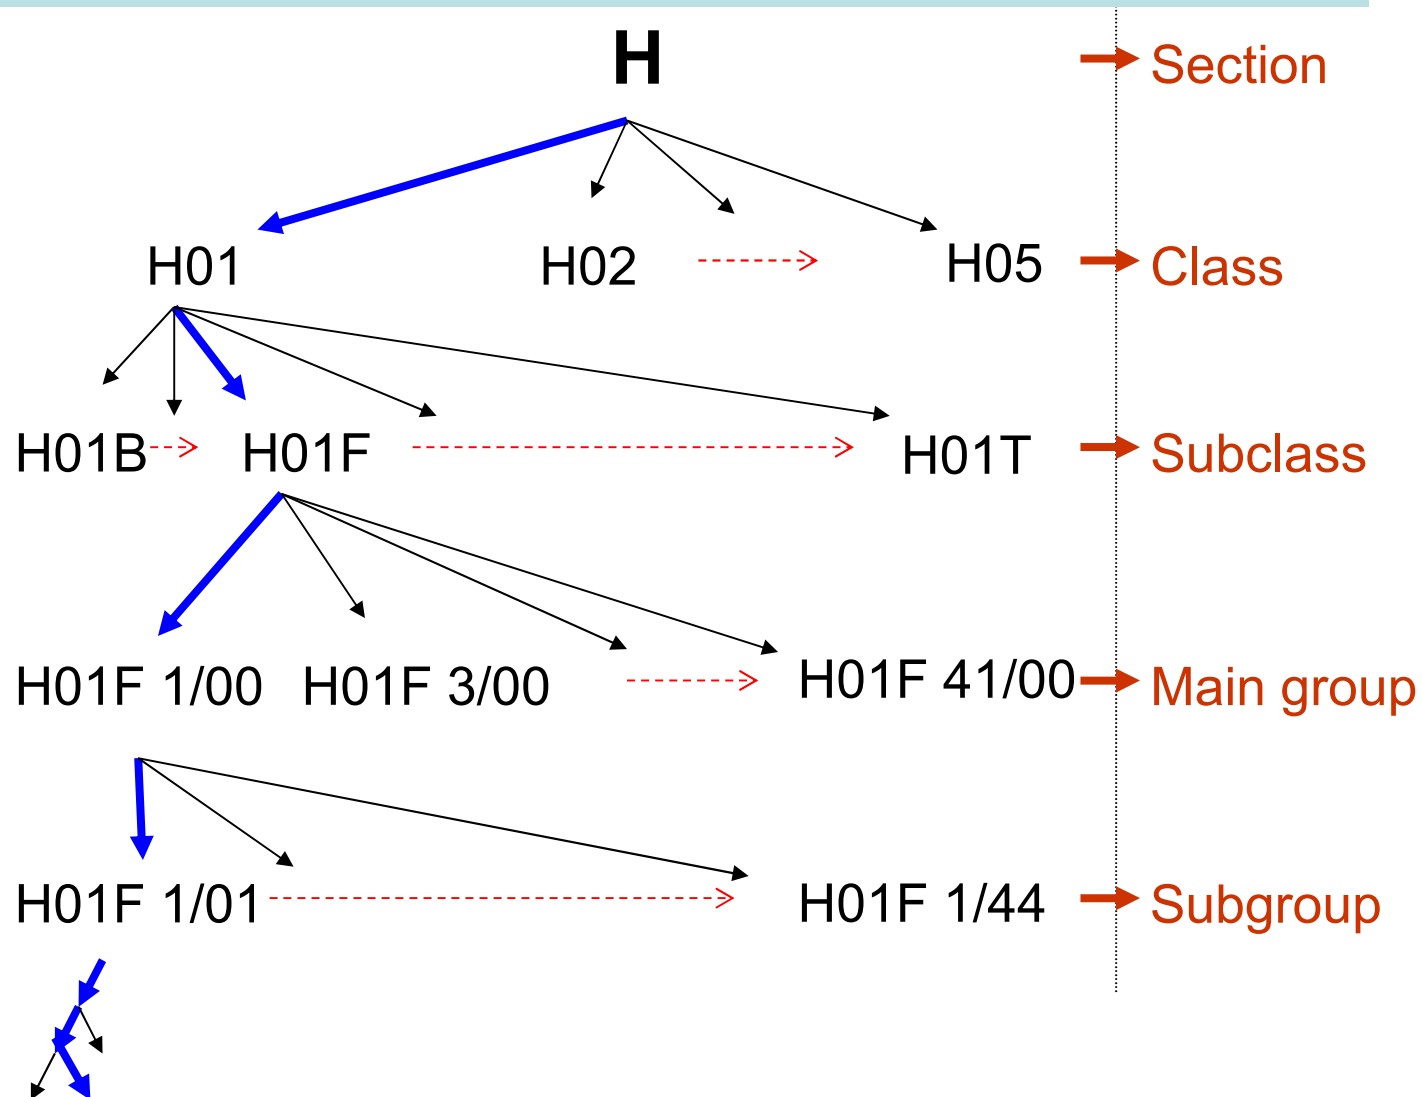 H
Section
H01 H02 H05
Class
H01B H01F H01T
Subclass
H01F 1/00 H01F 3/00 H01F 41/00
Main group
H01F 1/01 H01F 1/44
Subgroup